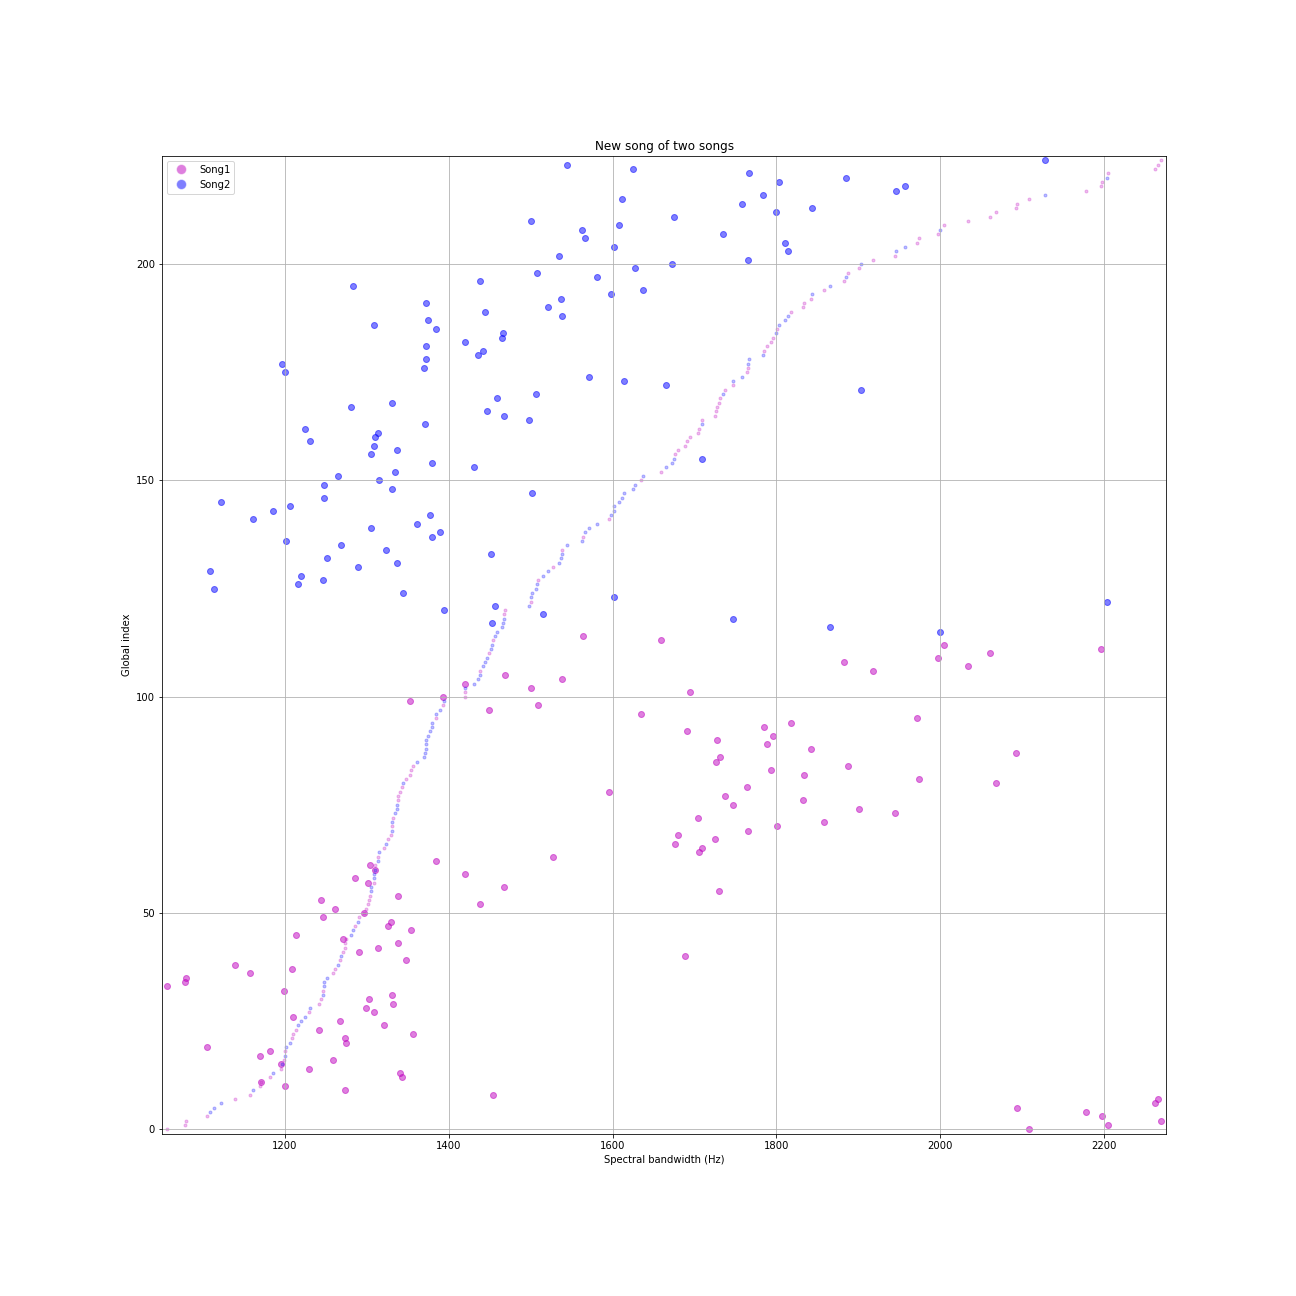 New song of two songs
Song1
Song2
200
150
100
50
0
Global index
1200 1400 1600 1800 2000 2200
Spectral bandwidth (Hz)